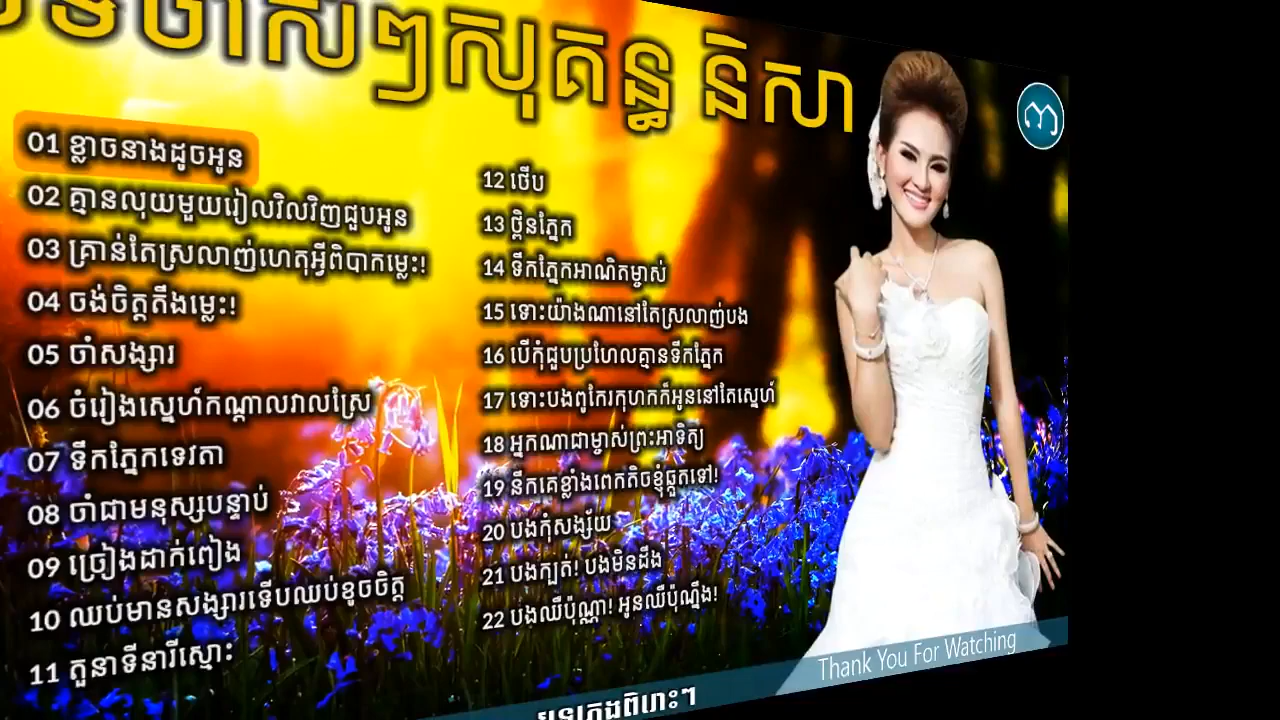 បទចាស់ៗសុគន្ធ នីសា
01 ខ្លាចនាងដូចអូន
02 គ្មានលុយមួយរៀលវិលវិញជួបអូន
03 គ្រាន់តែស្រលាញ់ហេតុអ្វីពិបាកម្លេះ!
04 ចង់ចិត្តតឹងម្លេះ!
05 ចាំសង្សារ
06 ចំរៀងស្នេហ៍កណ្តាលវាលស្រែ
07 ទឹកភ្នែកទេវតា
08 ចាំជាមនុស្សបន្ទាប់
09 ច្រៀងដាក់ពៀង
10 ឈប់មានសង្សារទើបឈប់ខូចចិត្ត
11 តួនាទីនារីស្មោះ
12 ថើប
13 ថ្ពិនភ្នែក
14 ទឹកភ្នែកអាណិតម្ចាស់
15 ទោះយ៉ាងណានៅតែស្រលាញ់បង
16 បើកុំជួបប្រហែលគ្មានទឹកភ្នែក
17 ទោះបងពូកែរកុហកក៏អូននៅតែស្នេហ៍
18 អ្នកណាជាម្ចាស់ព្រះអាទិត្យ
19 នឹកគេខ្លាំងពេកតិចខ្ញុំឆ្កួតទៅ!
20 បងកុំសង្ស័យ
21 បងក្បត់! បងមិនដឹង
22 បងឈឺប៉ុណ្ណា! អូនឈឺប៉ុណ្នឹង!
Thank You For Watching
បទភ្លេងពិរោះៗ